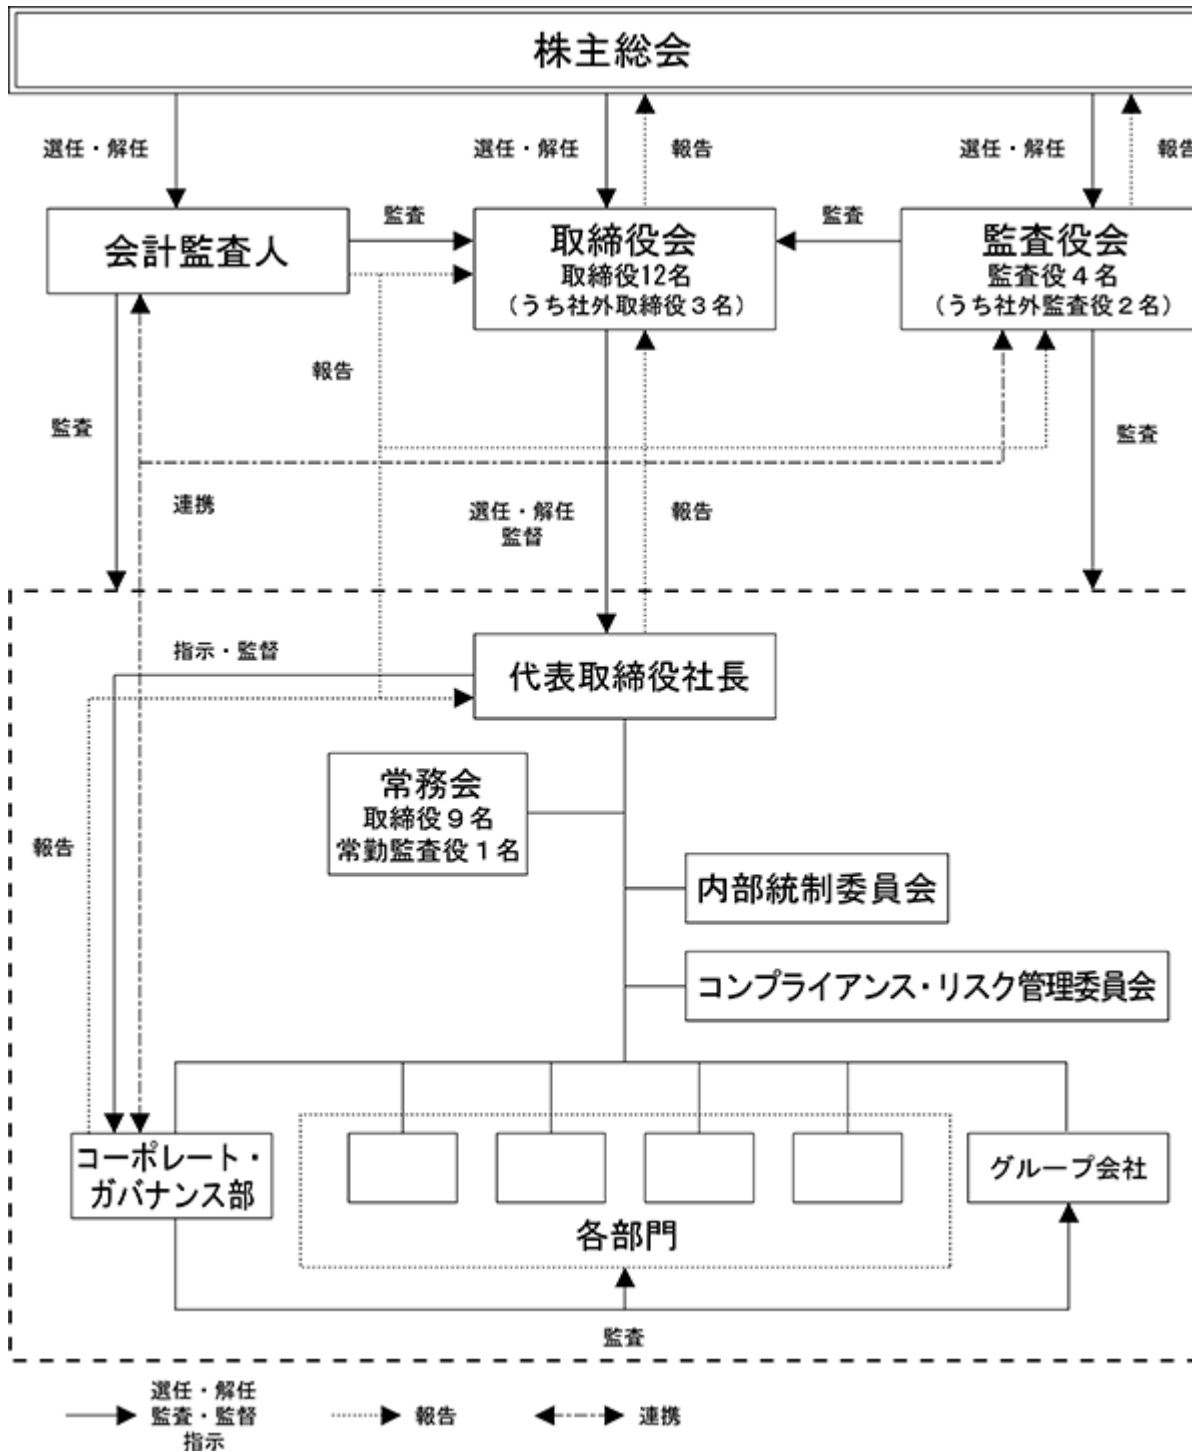 株主総会
選任・解任
選任・解任
報告
選任・解任
報告
会計監査人
監査
取締役会
取締役12名
（うち社外取締役３名）
監査
監査役会
監査役４名
（うち社外監査役２名）
報告
監査
監査
連携
選任・解任
監督
報告
指示・監督
代表取締役社長
常務会
取締役９名
常勤監査役１名
報告
内部統制委員会
コンプライアンス・リスク管理委員会
コーポレート・
ガバナンス部
各部門
グループ会社
監査
選任・解任
監査・監督
指示
報告
連携